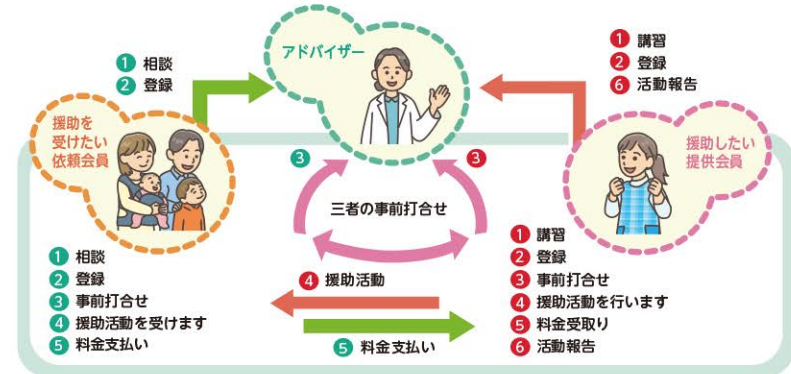 アドバイザー
❶ 相談
❷ 登録
❶ 講習
❷ 登録
❻ 活動報告
援助を
受けたい
依頼会員
援助したい
提供会員
❸
❸
三者の事前打合せ
❶ 相談
❷ 登録
❸ 事前打合せ
❹ 援助活動を受けます
❺ 料金支払い
❹ 援助活動
❺ 料金支払い
❶ 講習
❷ 登録
❸ 事前打合せ
❹ 援助活動を行います
❺ 料金受取り
❻ 活動報告